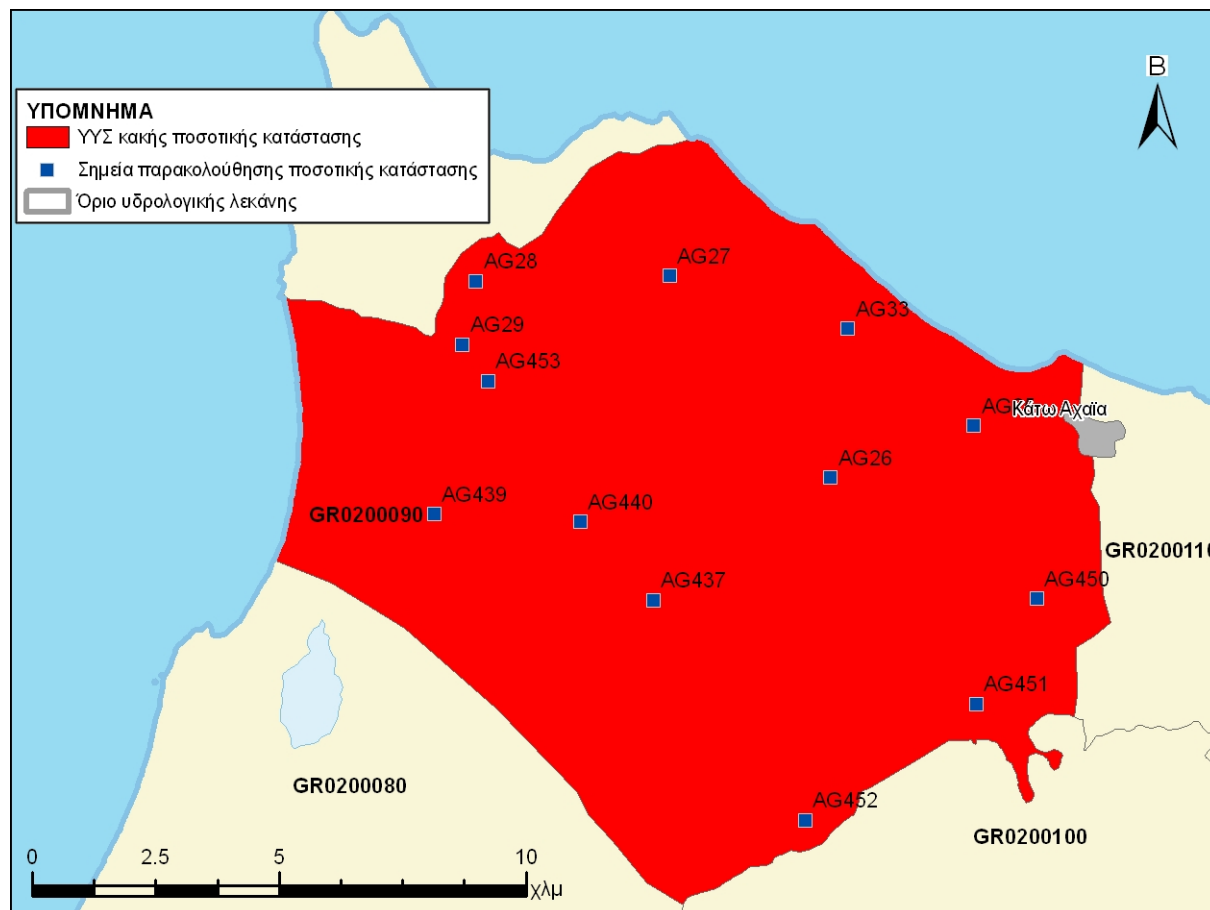 Β
ΥΠΟΜΝΗΜΑ
ΥΥΣ κακής ποσοτικής κατάστασης
Σημεία παρακολούθησης ποσοτικής κατάστασης
Όριο υδρολογικής λεκάνης
AG28
AG27
AG29
AG33
AG453
Κάτω Αχαΐα
AG26
AG439
AG440
GR0200090
GR0200110
AG437
AG450
AG451
GR0200080
AG452
GR0200100
0 2.5 5 10
χλμ